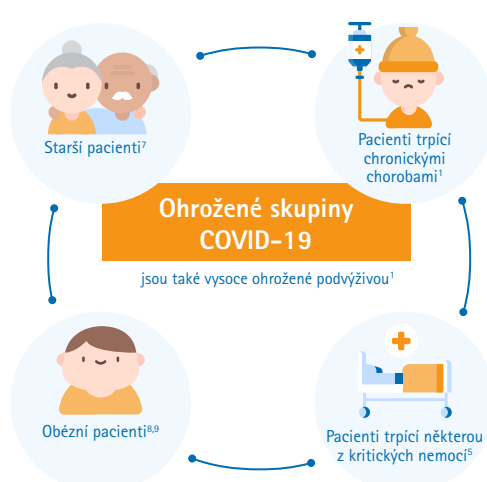 Starší pacienti⁷
Pacienti trpící
chronickými
chorobami¹
Ohrožené skupiny
COVID-19
jsou také vysoce ohrožené podvýživou¹
Obézní pacienti⁸,⁹
Pacienti trpící některou
z kritických nemocí⁵